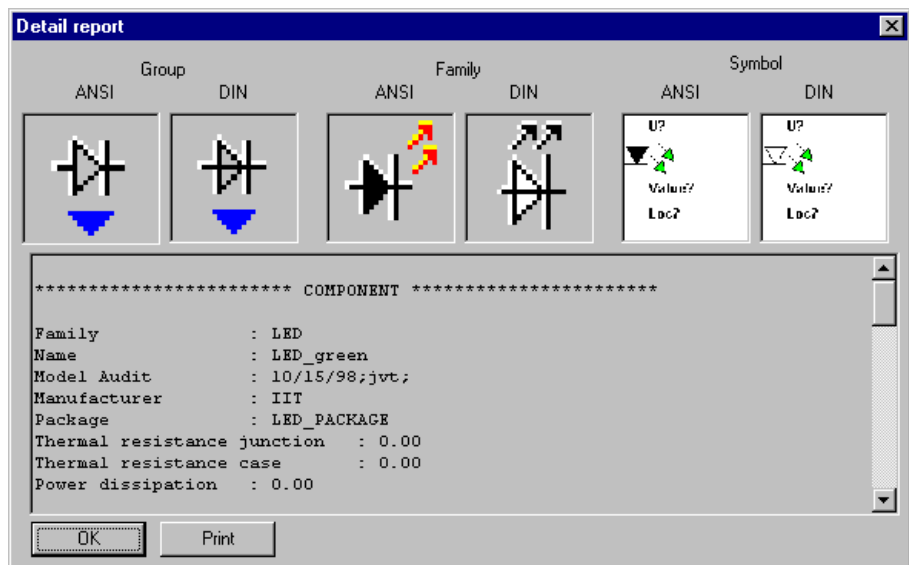 Detail report
Group Family Symbol
ANSI DIN ANSI DIN ANSI DIN
U? U?
Value? Value?
Loc? Loc?
************************ COMPONENT ***********************
Family : LED
Name : LED_green
Model Audit : 10/15/98;jvt;
Manufacturer : IIT
Package : LED_PACKAGE
Thermal resistance junction : 0.00
Thermal resistance case : 0.00
Power dissipation : 0.00
OK Print